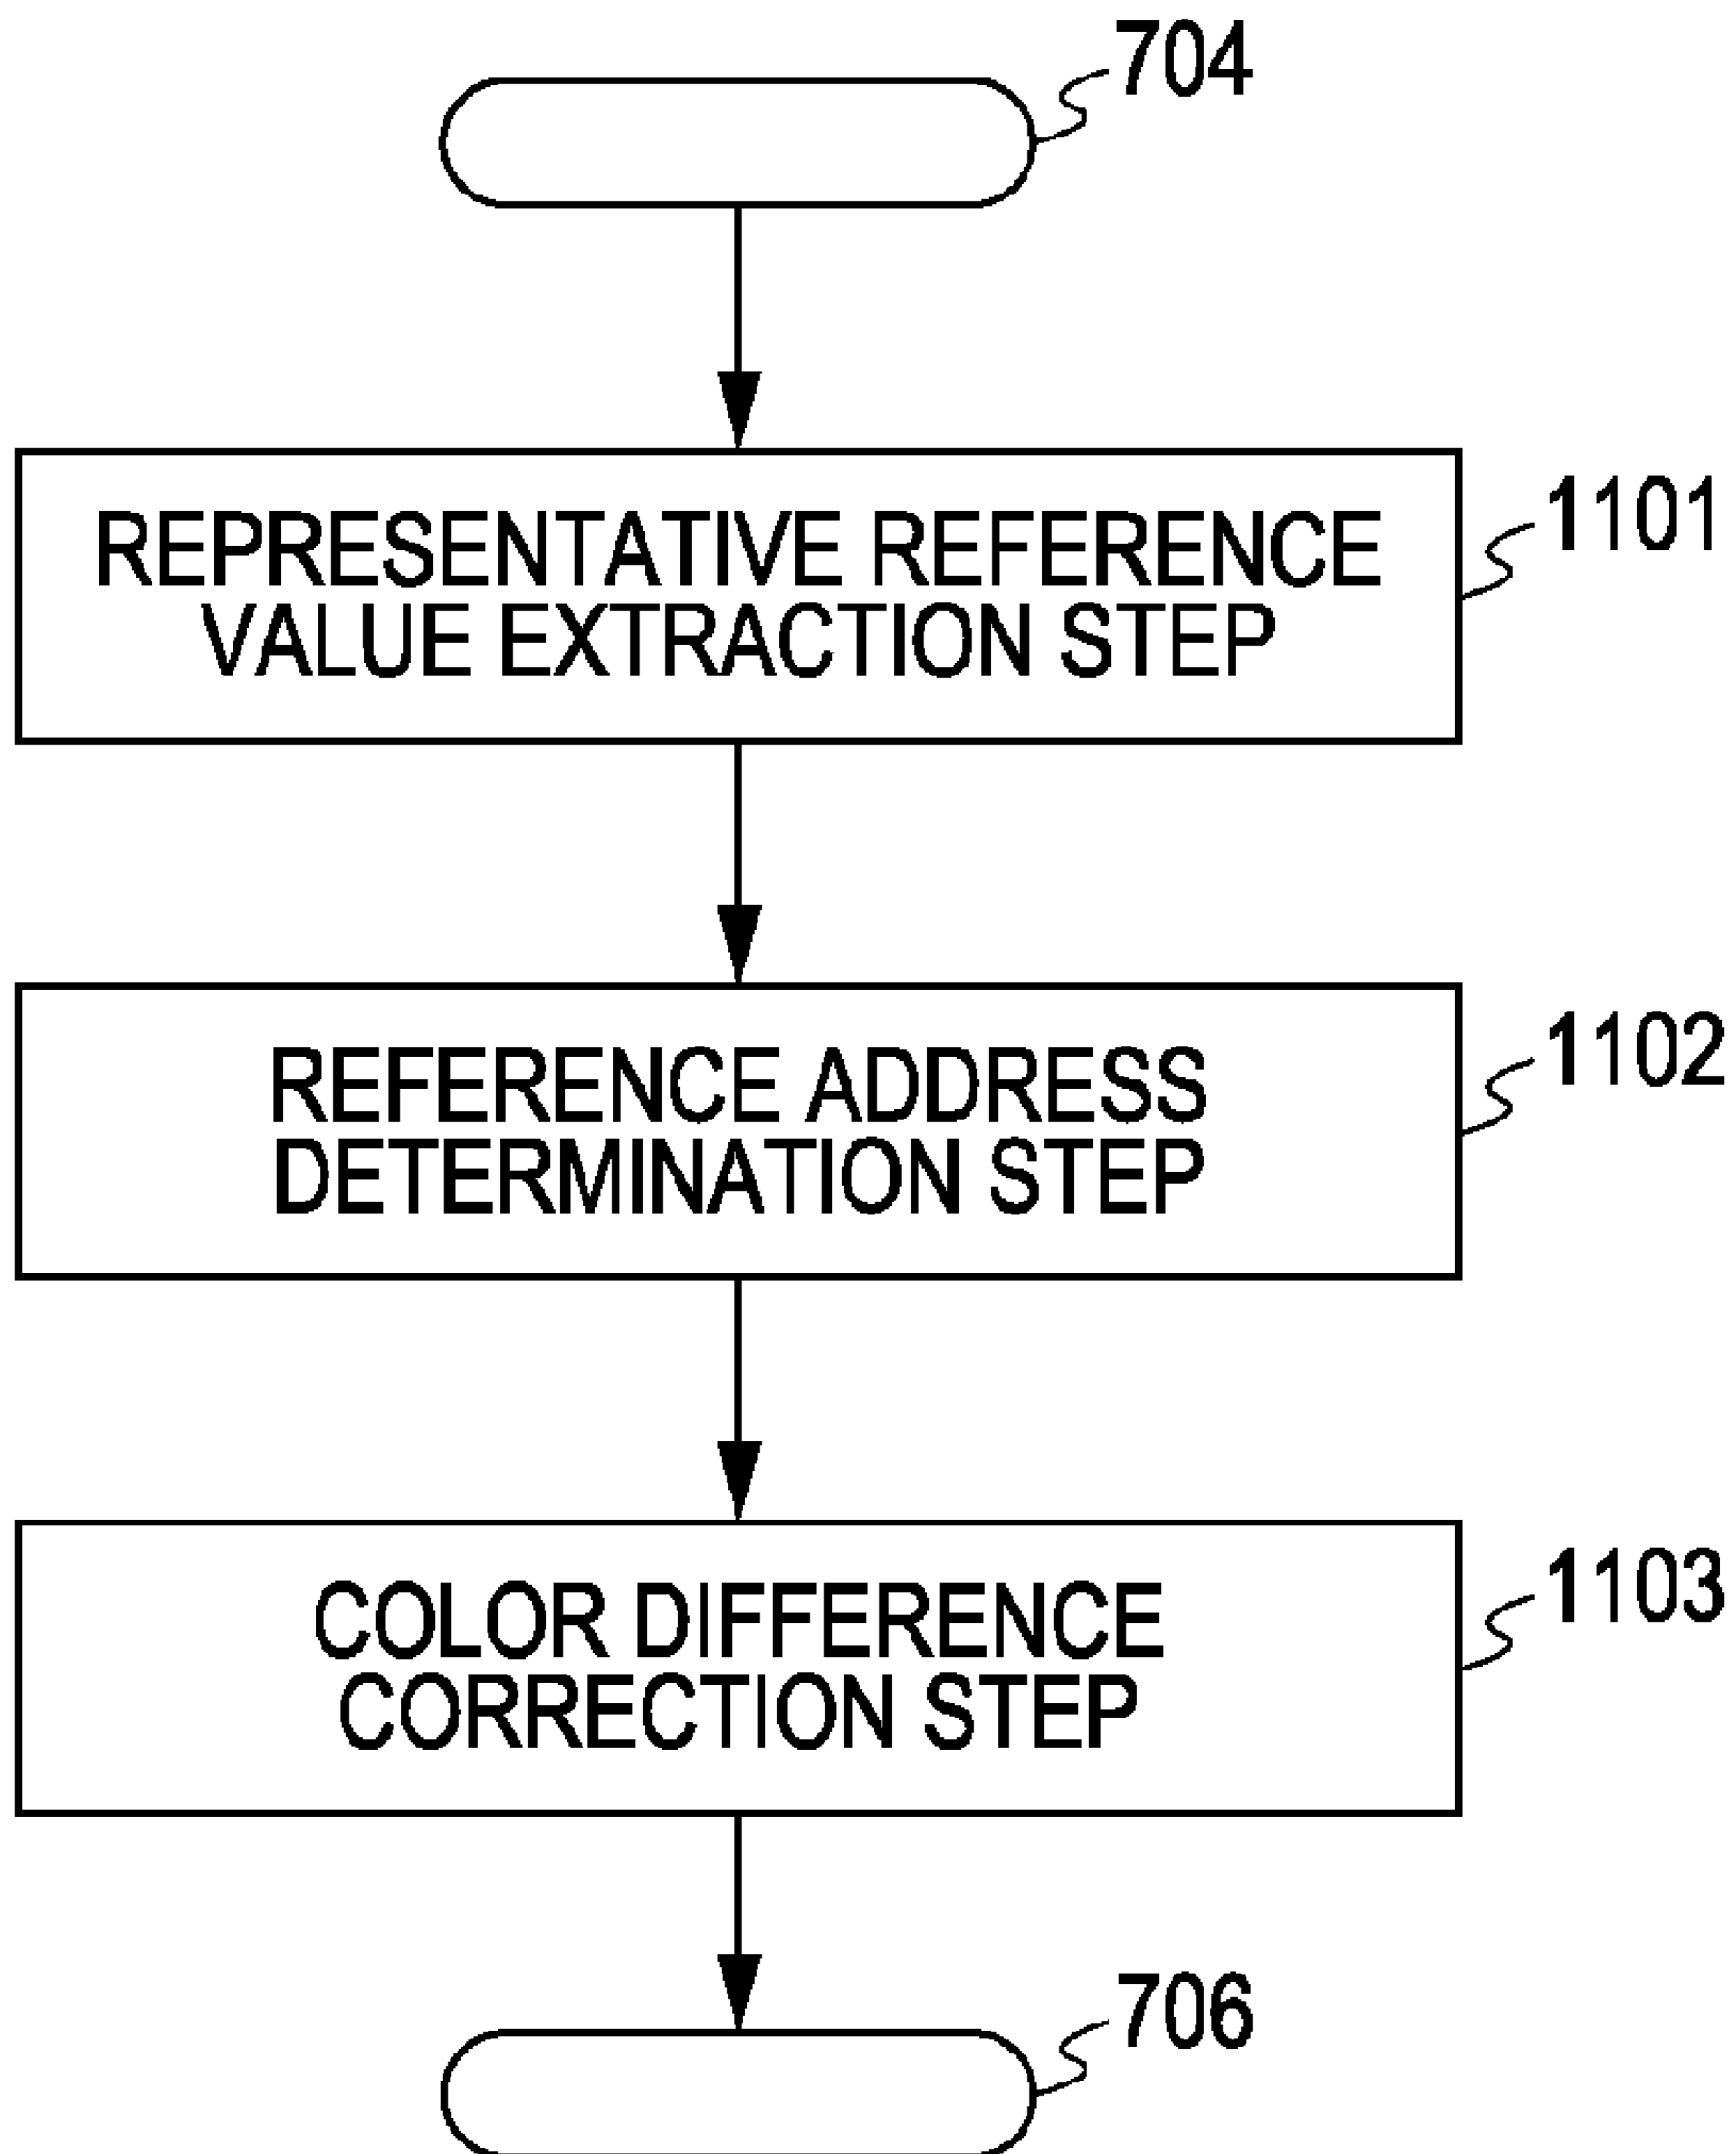 704
REPRESENTATIVE REFERENCE
VALUE EXTRACTION STEP
1101
REFERENCE ADDRESS
DETERMINATION STEP
1102
COLOR DIFFERENCE
CORRECTION STEP
1103
706